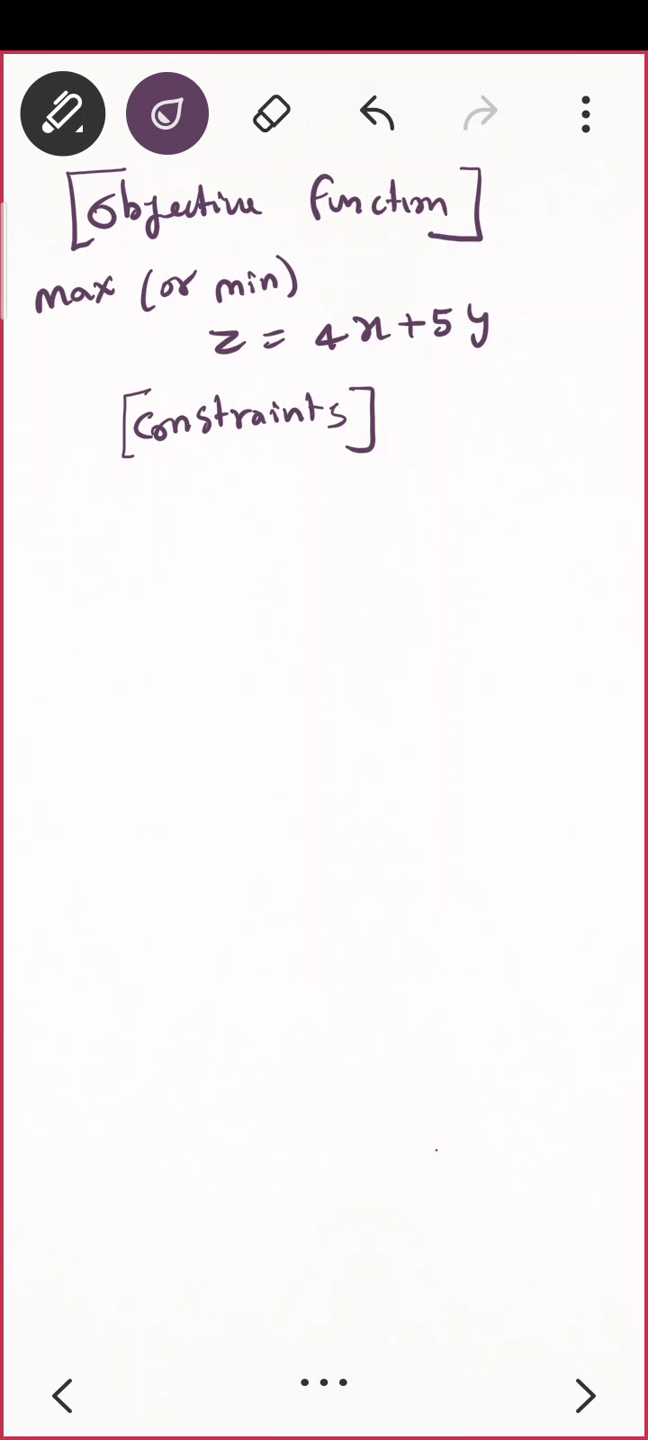 [Objective function]
max (or min)
z = 4x+5y
[Constraints]